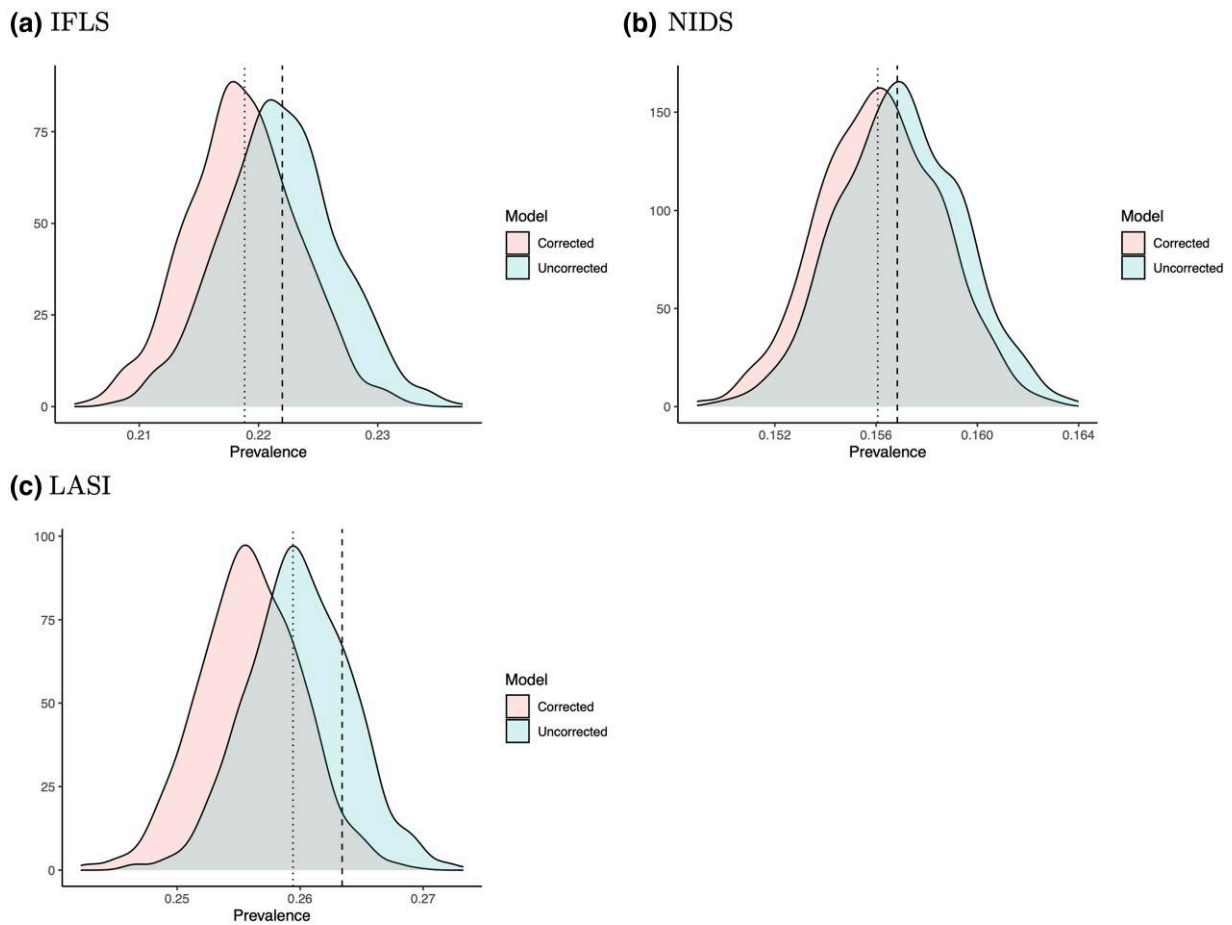 (a) IFLS
75
50
25
0
0.21 0.22 0.23
Prevalence
Model
Corrected
Uncorrected
(b) NIDS
150
100
50
0
0.152 0.156 0.160 0.164
Prevalence
Model
Corrected
Uncorrected
(c) LASI
100
75
50
25
0
0.25 0.26 0.27
Prevalence
Model
Corrected
Uncorrected